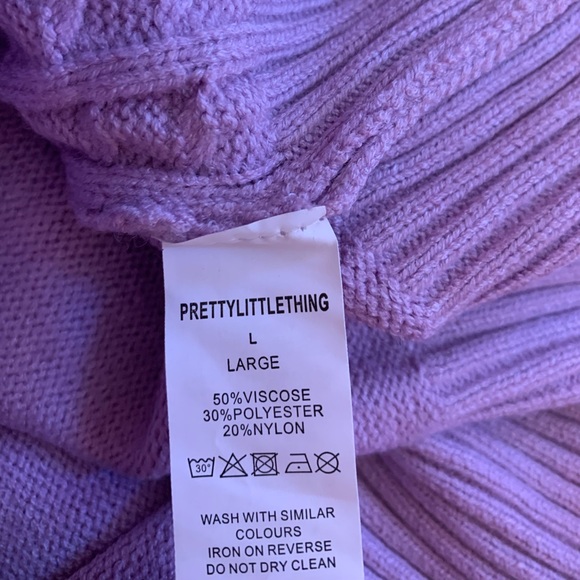 PRETTYLITTLETHING
L
LARGE
50%VISCOSE
30%POLYESTER
20%NYLON
30°
WASH WITH SIMILAR
COLOURS
IRON ON REVERSE
DO NOT DRY CLEAN